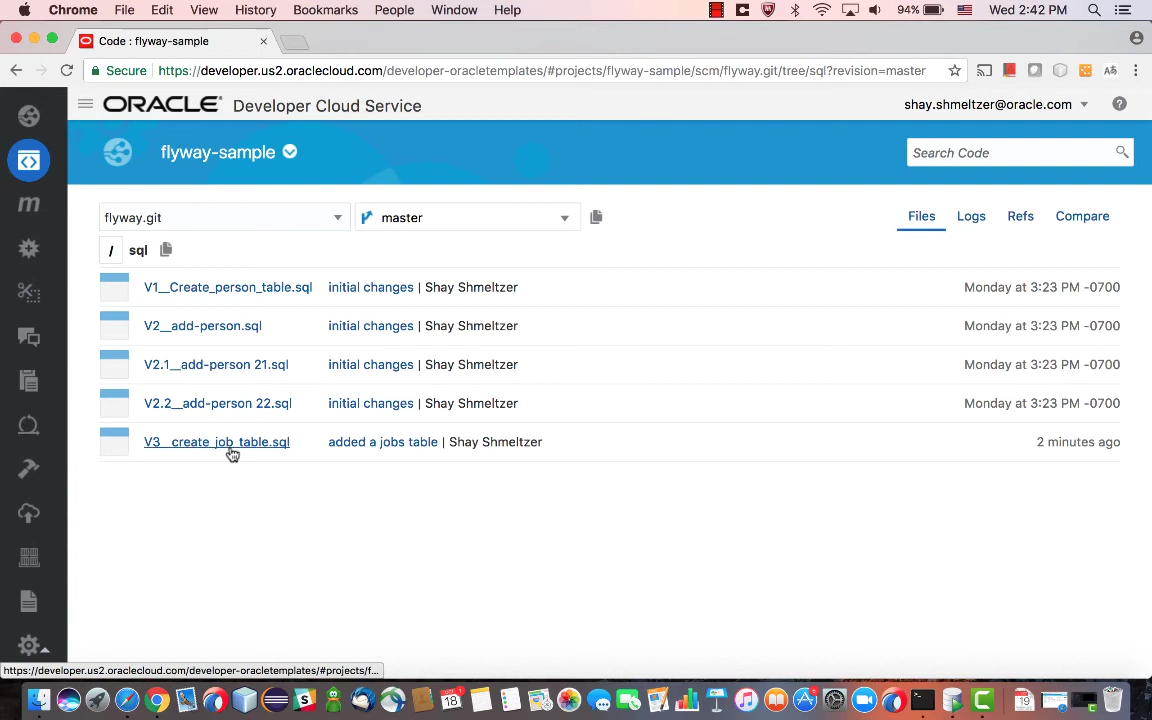 Chrome File Edit View History Bookmarks People Window Help 94% Wed 2:42 PM
Code : flyway-sample
Secure https://developer.us2.oraclecloud.com/developer-oracletemplates/#projects/flyway-sample/scm/flyway.git/tree/sql?revision=master
ORACLE® Developer Cloud Service shay.shmeltzer@oracle.com
flyway-sample Search Code
flyway.git master Files Logs Refs Compare
/ sql
V1__Create_person_table.sql initial changes | Shay Shmeltzer Monday at 3:23 PM -0700
V2__add-person.sql initial changes | Shay Shmeltzer Monday at 3:23 PM -0700
V2.1__add-person 21.sql initial changes | Shay Shmeltzer Monday at 3:23 PM -0700
V2.2__add-person 22.sql initial changes | Shay Shmeltzer Monday at 3:23 PM -0700
V3__create_job_table.sql added a jobs table | Shay Shmeltzer 2 minutes ago
https://developer.us2.oraclecloud.com/developer-oracletemplates/#projects/f...
18
19